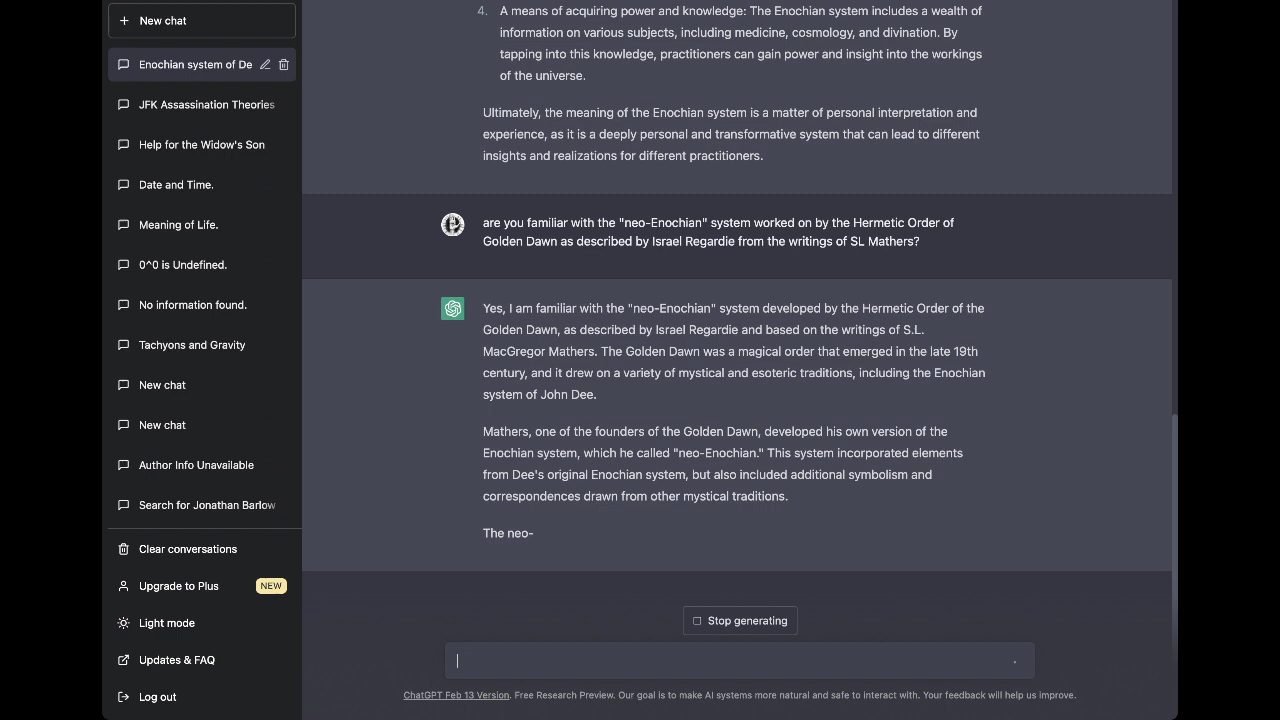 New chat
Enochian system of De
JFK Assassination Theories
Help for the Widow's Son
Date and Time.
Meaning of Life.
0^0 is Undefined.
No information found.
Tachyons and Gravity
New chat
New chat
Author Info Unavailable
Search for Jonathan Barlow
Clear conversations
Upgrade to Plus NEW
Light mode
Updates & FAQ
Log out
4. A means of acquiring power and knowledge: The Enochian system includes a wealth of
information on various subjects, including medicine, cosmology, and divination. By
tapping into this knowledge, practitioners can gain power and insight into the workings
of the universe.
Ultimately, the meaning of the Enochian system is a matter of personal interpretation and
experience, as it is a deeply personal and transformative system that can lead to different
insights and realizations for different practitioners.
are you familiar with the "neo-Enochian" system worked on by the Hermetic Order of
Golden Dawn as described by Israel Regardie from the writings of SL Mathers?
Yes, I am familiar with the "neo-Enochian" system developed by the Hermetic Order of the
Golden Dawn, as described by Israel Regardie and based on the writings of S.L.
MacGregor Mathers. The Golden Dawn was a magical order that emerged in the late 19th
century, and it drew on a variety of mystical and esoteric traditions, including the Enochian
system of John Dee.
Mathers, one of the founders of the Golden Dawn, developed his own version of the
Enochian system, which he called "neo-Enochian." This system incorporated elements
from Dee's original Enochian system, but also included additional symbolism and
correspondences drawn from other mystical traditions.
The neo-
Stop generating
ChatGPT Feb 13 Version. Free Research Preview. Our goal is to make AI systems more natural and safe to interact with. Your feedback will help us improve.